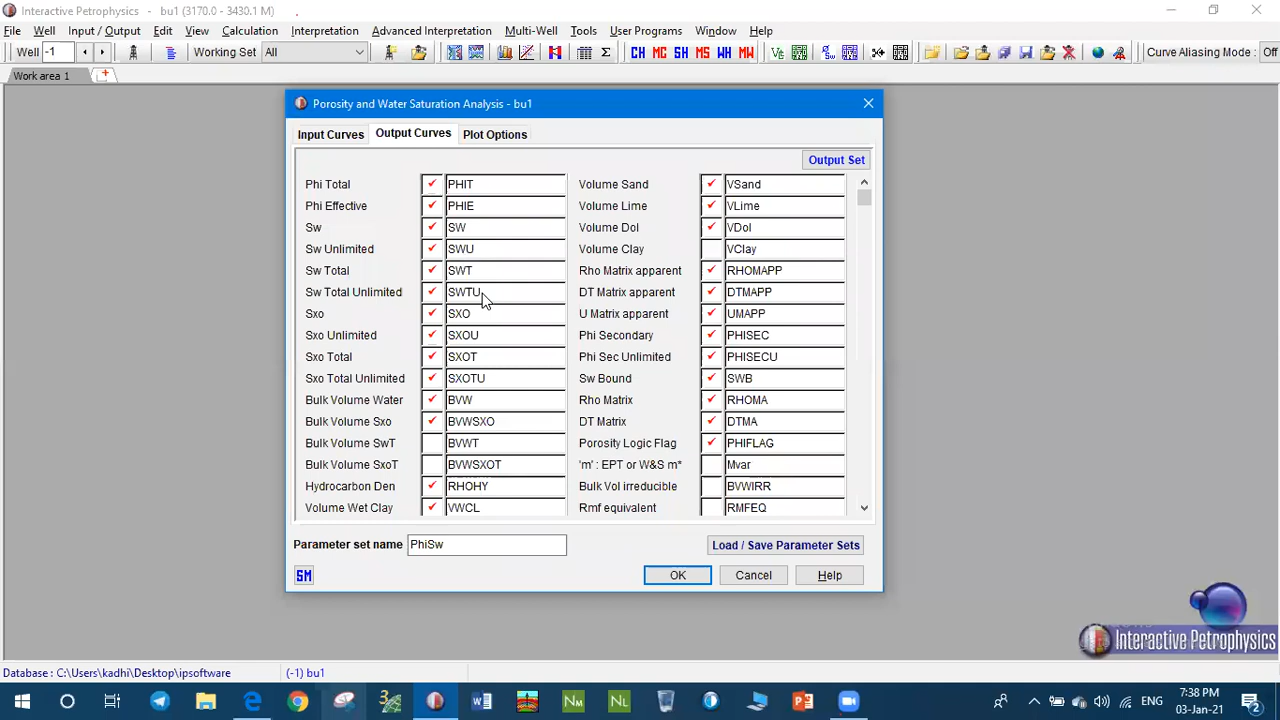 Interactive Petrophysics - bu1 (3170.0 - 3430.1 M)
File Well Input / Output Edit View Calculation Interpretation Advanced Interpretation Multi-Well Tools User Programs Window Help
Well -1 Working Set All CH MC SH MS WH MW Curve Aliasing Mode : Off
Work area 1
Porosity and Water Saturation Analysis - bu1
Input Curves Output Curves Plot Options
Output Set
Phi Total PHIT Volume Sand VSand
Phi Effective PHIE Volume Lime VLime
Sw SW Volume Dol VDol
Sw Unlimited SWU Volume Clay VClay
Sw Total SWT Rho Matrix apparent RHOMAPP
Sw Total Unlimited SWTU DT Matrix apparent DTMAPP
Sxo SXO U Matrix apparent UMAPP
Sxo Unlimited SXOU Phi Secondary PHISEC
Sxo Total SXOT Phi Sec Unlimited PHISECU
Sxo Total Unlimited SXOTU Sw Bound SWB
Bulk Volume Water BVW Rho Matrix RHOMA
Bulk Volume Sxo BVWSXO DT Matrix DTMA
Bulk Volume SwT BVWT Porosity Logic Flag PHIFLAG
Bulk Volume SxoT BVWSXOT 'm' : EPT or W&S m* Mvar
Hydrocarbon Den RHOHY Bulk Vol irreducible BVWIRR
Volume Wet Clay VWCL Rmf equivalent RMFEQ
Parameter set name PhiSw Load / Save Parameter Sets
SM OK Cancel Help
Interactive Petrophysics
Database : C:\Users\kadhi\Desktop\ipsoftware (-1) bu1
ENG 7:38 PM
03-Jan-21
2